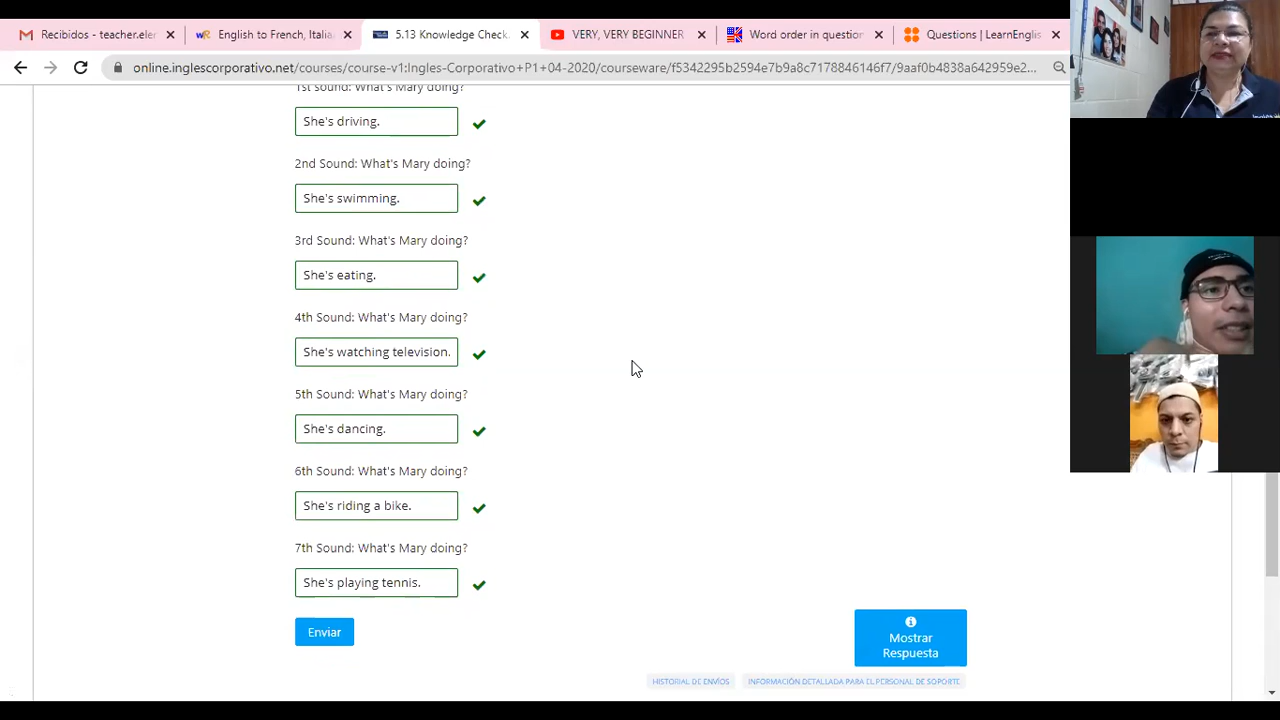 Recibidos - teacher.eler
English to French, Italia
5.13 Knowledge Check
VERY, VERY BEGINNER
Word order in question
Questions | LearnEnglis
online.inglescorporativo.net/courses/course-v1:Ingles-Corporativo+P1+04-2020/courseware/f5342295b2594e7b9a8c7178846146f7/9aaf0b4838a642959e2...
1st sound: What's Mary doing?
She's driving.
2nd Sound: What's Mary doing?
She's swimming.
3rd Sound: What's Mary doing?
She's eating.
4th Sound: What's Mary doing?
She's watching television.
5th Sound: What's Mary doing?
She's dancing.
6th Sound: What's Mary doing?
She's riding a bike.
7th Sound: What's Mary doing?
She's playing tennis.
Enviar
Mostrar
Respuesta
HISTORIAL DE ENVÍOS
INFORMACIÓN DETALLADA PARA EL PERSONAL DE SOPORTE